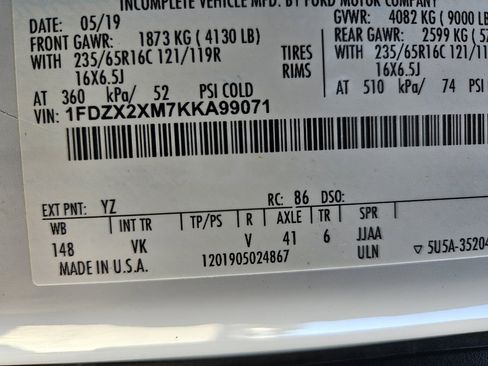 INCOMPLETE VEHICLE MFD. BY FORD MOTOR COMPANY
DATE: 05/19 GVWR: 4082 KG (9000 LB
FRONT GAWR: 1873 KG (4130 LB) REAR GAWR: 2599 KG (57
WITH 235/65R16C 121/119R TIRES WITH 235/65R16C 121/11
16X6.5J RIMS 16X6.5J
AT 360 kPa/ 52 PSI COLD AT 510 kPa/ 74 PSI
VIN: 1FDZX2XM7KKA99071
EXT PNT: YZ RC: 86 DSO:
WB INT TR TP/PS R AXLE TR SPR
148 VK V 41 6 JJAA
ULN 5U5A-35204
MADE IN U.S.A. 1201905024867